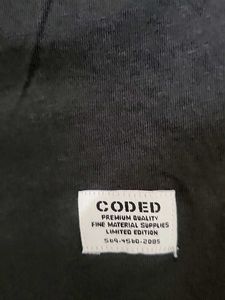 CODED
PREMIUM QUALITY
FINE MATERIAL SUPPLIES
LIMITED EDITION